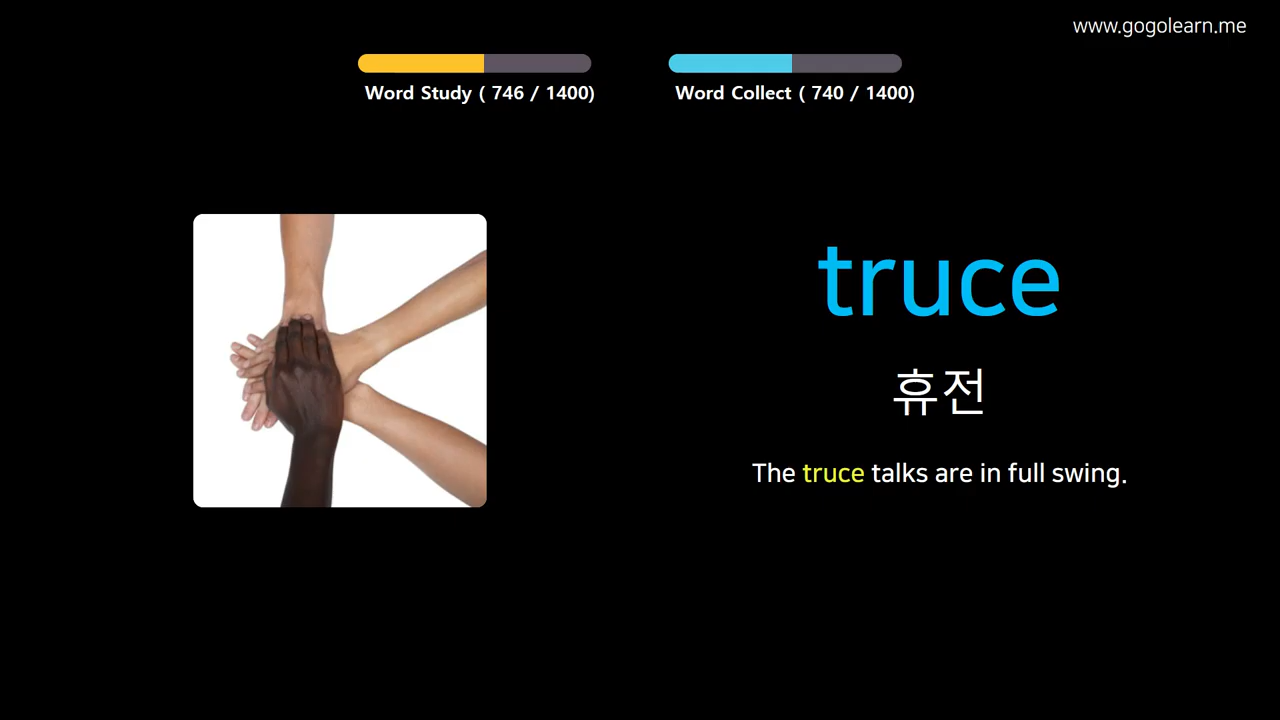 www.gogolearn.me
Word Study ( 746 / 1400)
Word Collect ( 740 / 1400)
truce
휴전
The truce talks are in full swing.